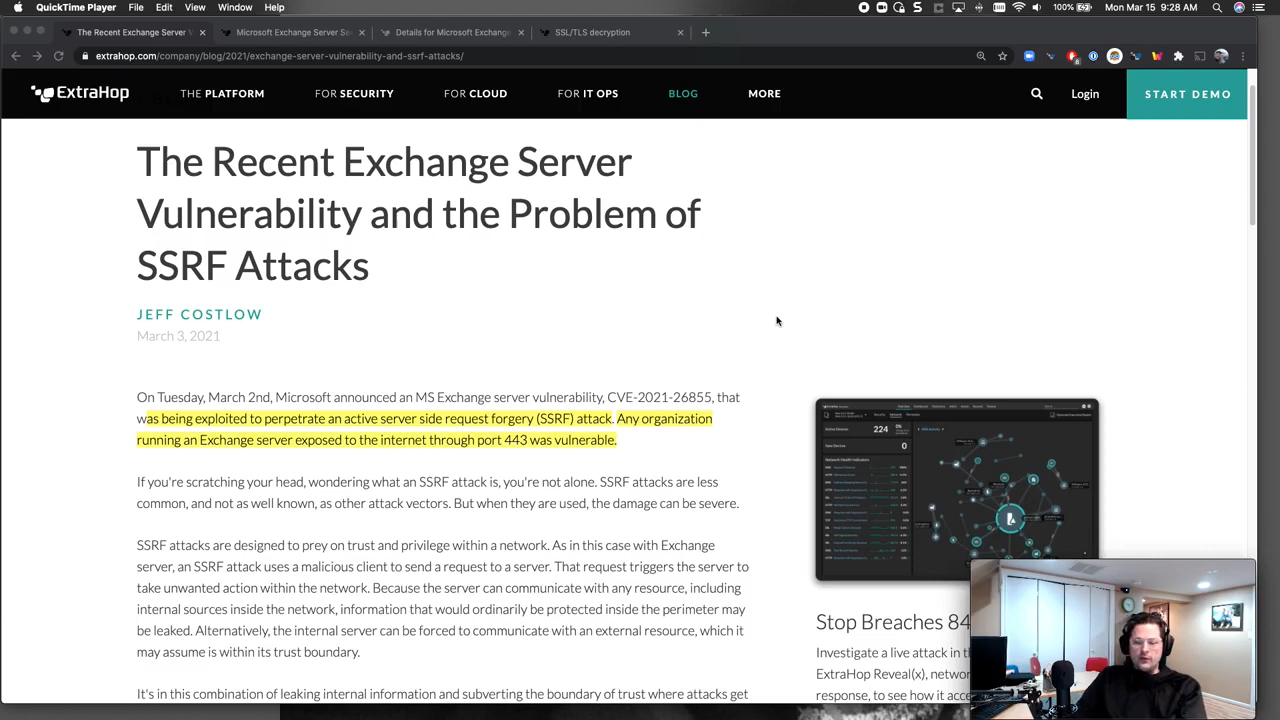 QuickTime Player File Edit View Window Help
Mon Mar 15 9:28 AM
The Recent Exchange Server V
Microsoft Exchange Server Se
Details for Microsoft Exchange
SSL/TLS decryption
extrahop.com/company/blog/2021/exchange-server-vulnerability-and-ssrf-attacks/
ExtraHop THE PLATFORM FOR SECURITY FOR CLOUD FOR IT OPS BLOG MORE Login START DEMO
The Recent Exchange Server
Vulnerability and the Problem of
SSRF Attacks
JEFF COSTLOW
March 3, 2021
On Tuesday, March 2nd, Microsoft announced an MS Exchange server vulnerability, CVE-2021-26855, that
was being exploited to perpetrate an attack server side request forgery (SSRF) attack. Any organization
running an Exchange server exposed to the internet through port 443 was vulnerable.
If you're scratching your head, wondering what an SSRF attack is, you're not alone. SSRF attacks are less
common, and not as well known, as other attack vectors. But when they are used, the damage can be severe.
SSRF attacks are designed to prey on trust and privilege within a network. As in this case with Exchange
server, an SSRF attack uses a malicious client to send a request to a server. That request triggers the server to
take unwanted action within the network. Because the server can communicate with any resource, including
internal sources inside the network, information that would ordinarily be protected inside the perimeter may
be leaked. Alternatively, the internal server can be forced to communicate with an external resource, which it
may assume is within its trust boundary.
It's in this combination of leaking internal information and subverting the boundary of trust where attacks get
224
0
Stop Breaches 84
Investigate a live attack in th
ExtraHop Reveal(x), networ
response, to see how it acce